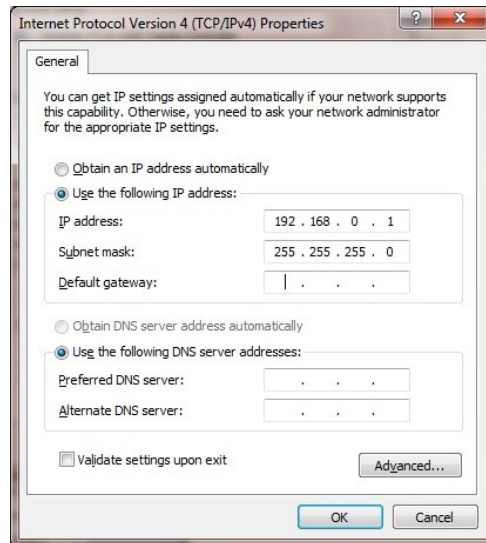 Internet Protocol Version 4 (TCP/IPv4) Properties
General
You can get IP settings assigned automatically if your network supports
this capability. Otherwise, you need to ask your network administrator
for the appropriate IP settings.
Obtain an IP address automatically
Use the following IP address:
IP address: 192 . 168 . 0 . 1
Subnet mask: 255 . 255 . 255 . 0
Default gateway: . . .
Obtain DNS server address automatically
Use the following DNS server addresses:
Preferred DNS server: . . .
Alternate DNS server: . . .
Validate settings upon exit
Advanced...
OK Cancel